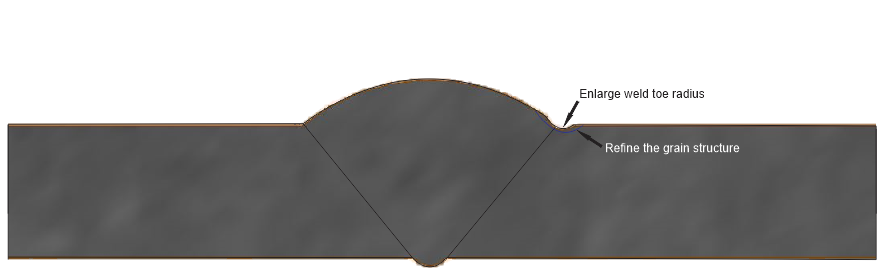 Enlarge weld toe radius
Refine the grain structure